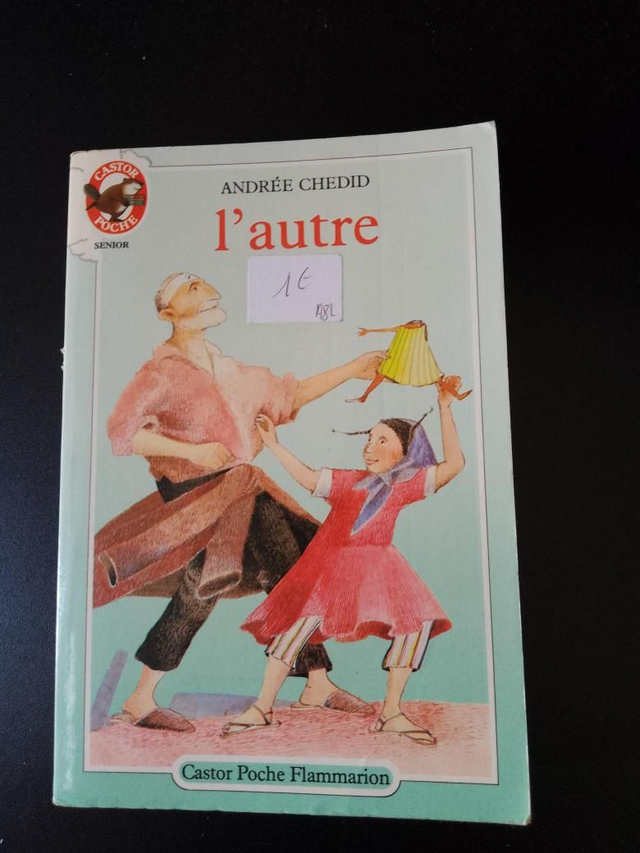 CASTOR
POCHE
SENIOR
ANDRÉE CHEDID
l'autre
1€
Castor Poche Flammarion